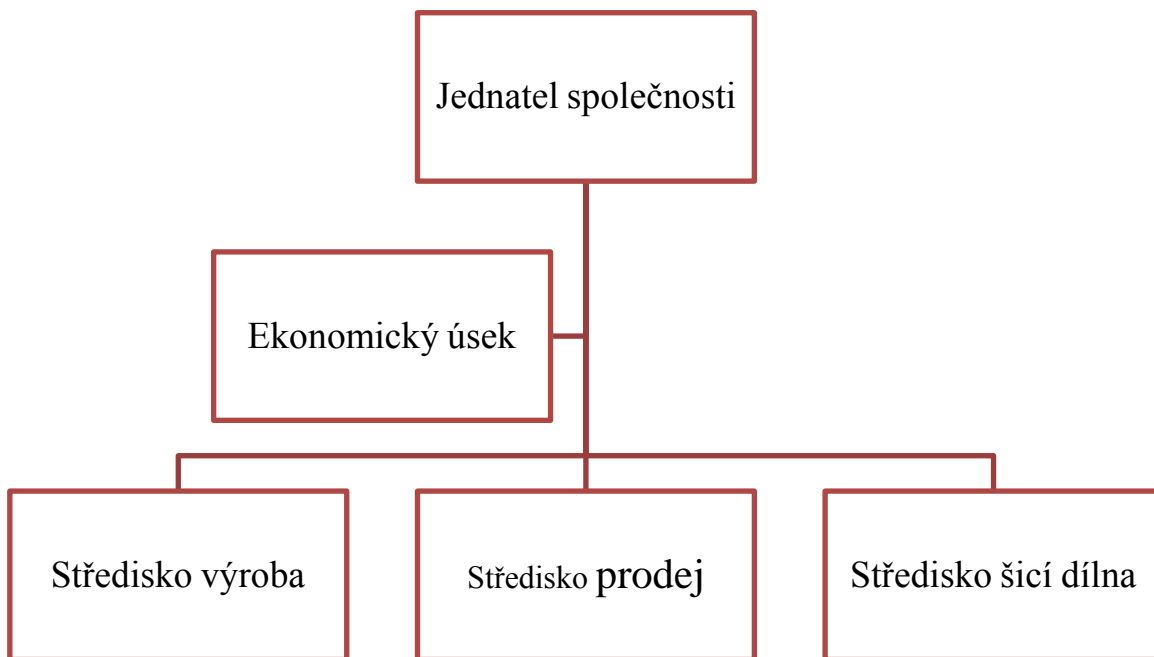 Jednatel společnosti
Ekonomický úsek
Středisko výroba
Středisko prodej
Středisko šicí dílna